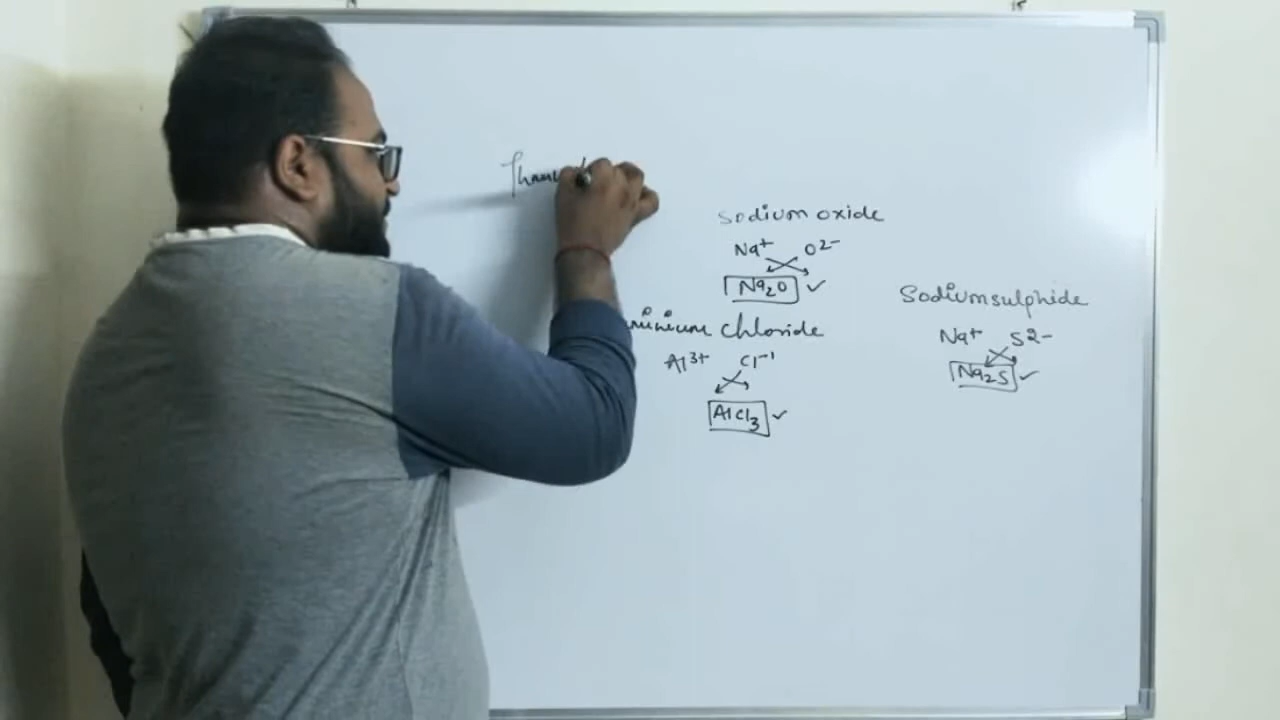 Sodium oxide
Na+ O2-
Na2O
chloride
Al3+ Cl-1
AlCl3
Sodium sulphide
Na+ S2-
Na2S